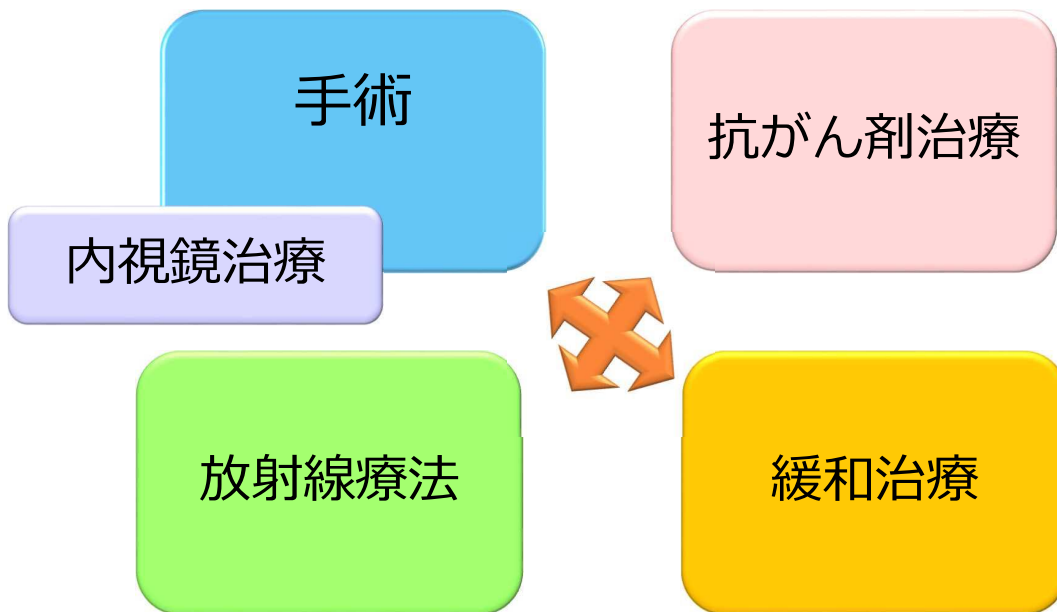 手術
抗がん剤治療
内視鏡治療
放射線療法
緩和治療